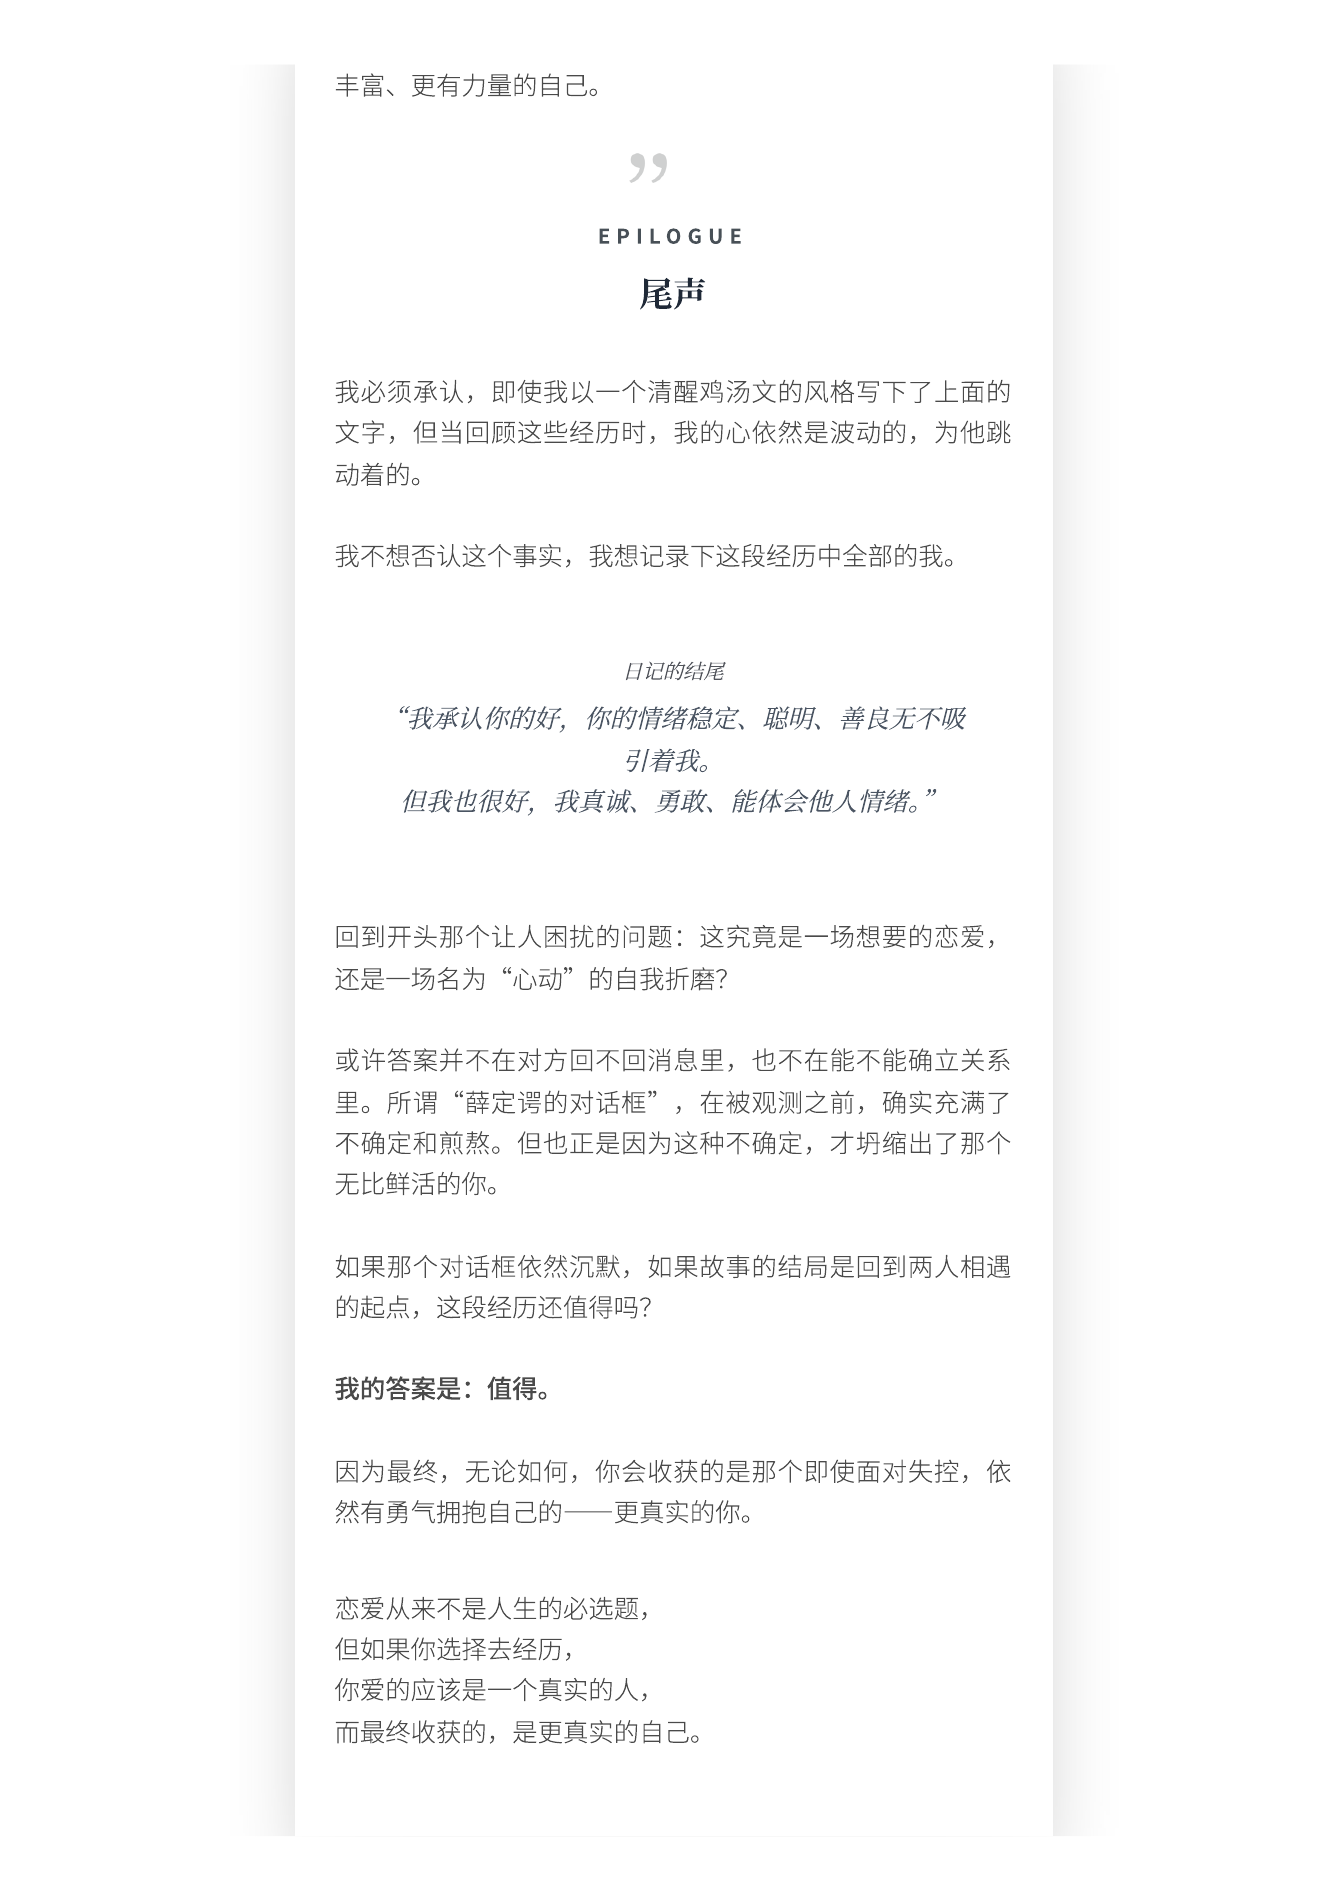 丰富、更有力量的自己。
”
EPILOGUE
尾声
我必须承认，即使我以一个清醒鸡汤文的风格写下了上面的
文字，但当回顾这些经历时，我的心依然是波动的，为他跳
动着的。
我不想否认这个事实，我想记录下这段经历中全部的我。
日记的结尾
“我承认你的好，你的情绪稳定、聪明、善良无不吸
引着我。
但我也很好，我真诚、勇敢、能体会他人情绪。”
回到开头那个让人困扰的问题：这究竟是一场想要的恋爱，
还是一场名为“心动”的自我折磨？
或许答案并不在对方回不回消息里，也不在能不能确立关系
里。所谓“薛定谔的对话框”，在被观测之前，确实充满了
不确定和煎熬。但也正是因为这种不确定，才坍缩出了那个
无比鲜活的你。
如果那个对话框依然沉默，如果故事的结局是回到两人相遇
的起点，这段经历还值得吗？
我的答案是：值得。
因为最终，无论如何，你会收获的是那个即使面对失控，依
然有勇气拥抱自己的——更真实的你。
恋爱从来不是人生的必选题，
但如果你选择去经历，
你爱的应该是一个真实的人，
而最终收获的，是更真实的自己。